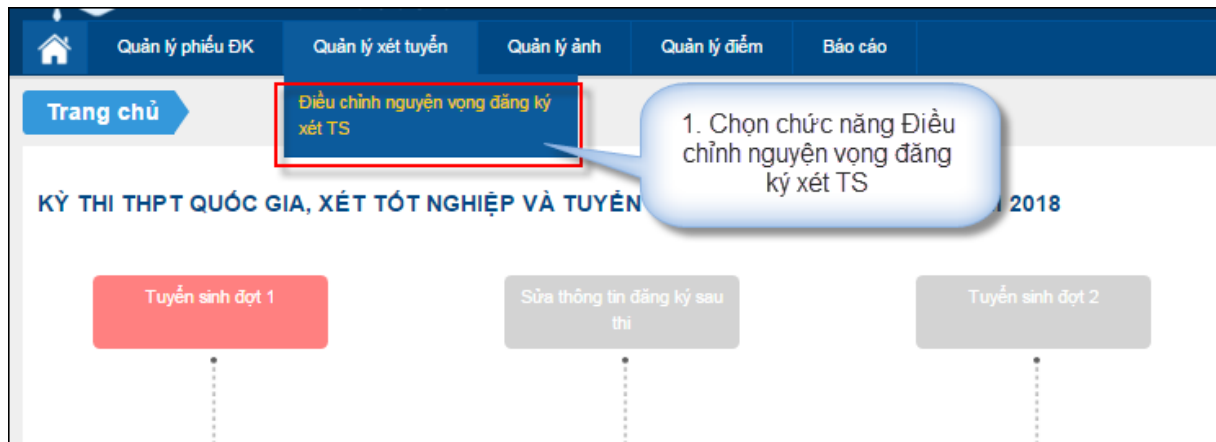 Quản lý phiếu ĐK Quản lý xét tuyển Quản lý ảnh Quản lý điểm Báo cáo
Trang chủ
Điều chỉnh nguyện vọng đăng ký
xét TS
1. Chọn chức năng Điều
chỉnh nguyện vọng đăng
ký xét TS
KỲ THI THPT QUỐC GIA, XÉT TỐT NGHIỆP VÀ TUYỂN 2018
Tuyển sinh đợt 1
Sửa thông tin đăng ký sau
thi
Tuyển sinh đợt 2